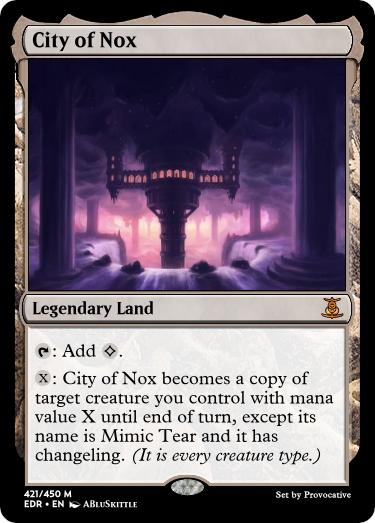 City of Nox
Legendary Land
: Add .
X: City of Nox becomes a copy of
target creature you control with mana
value X until end of turn, except its
name is Mimic Tear and it has
changeling. (It is every creature type.)
421/450 M
EDR • EN ABluSkittle
Set by Provocative